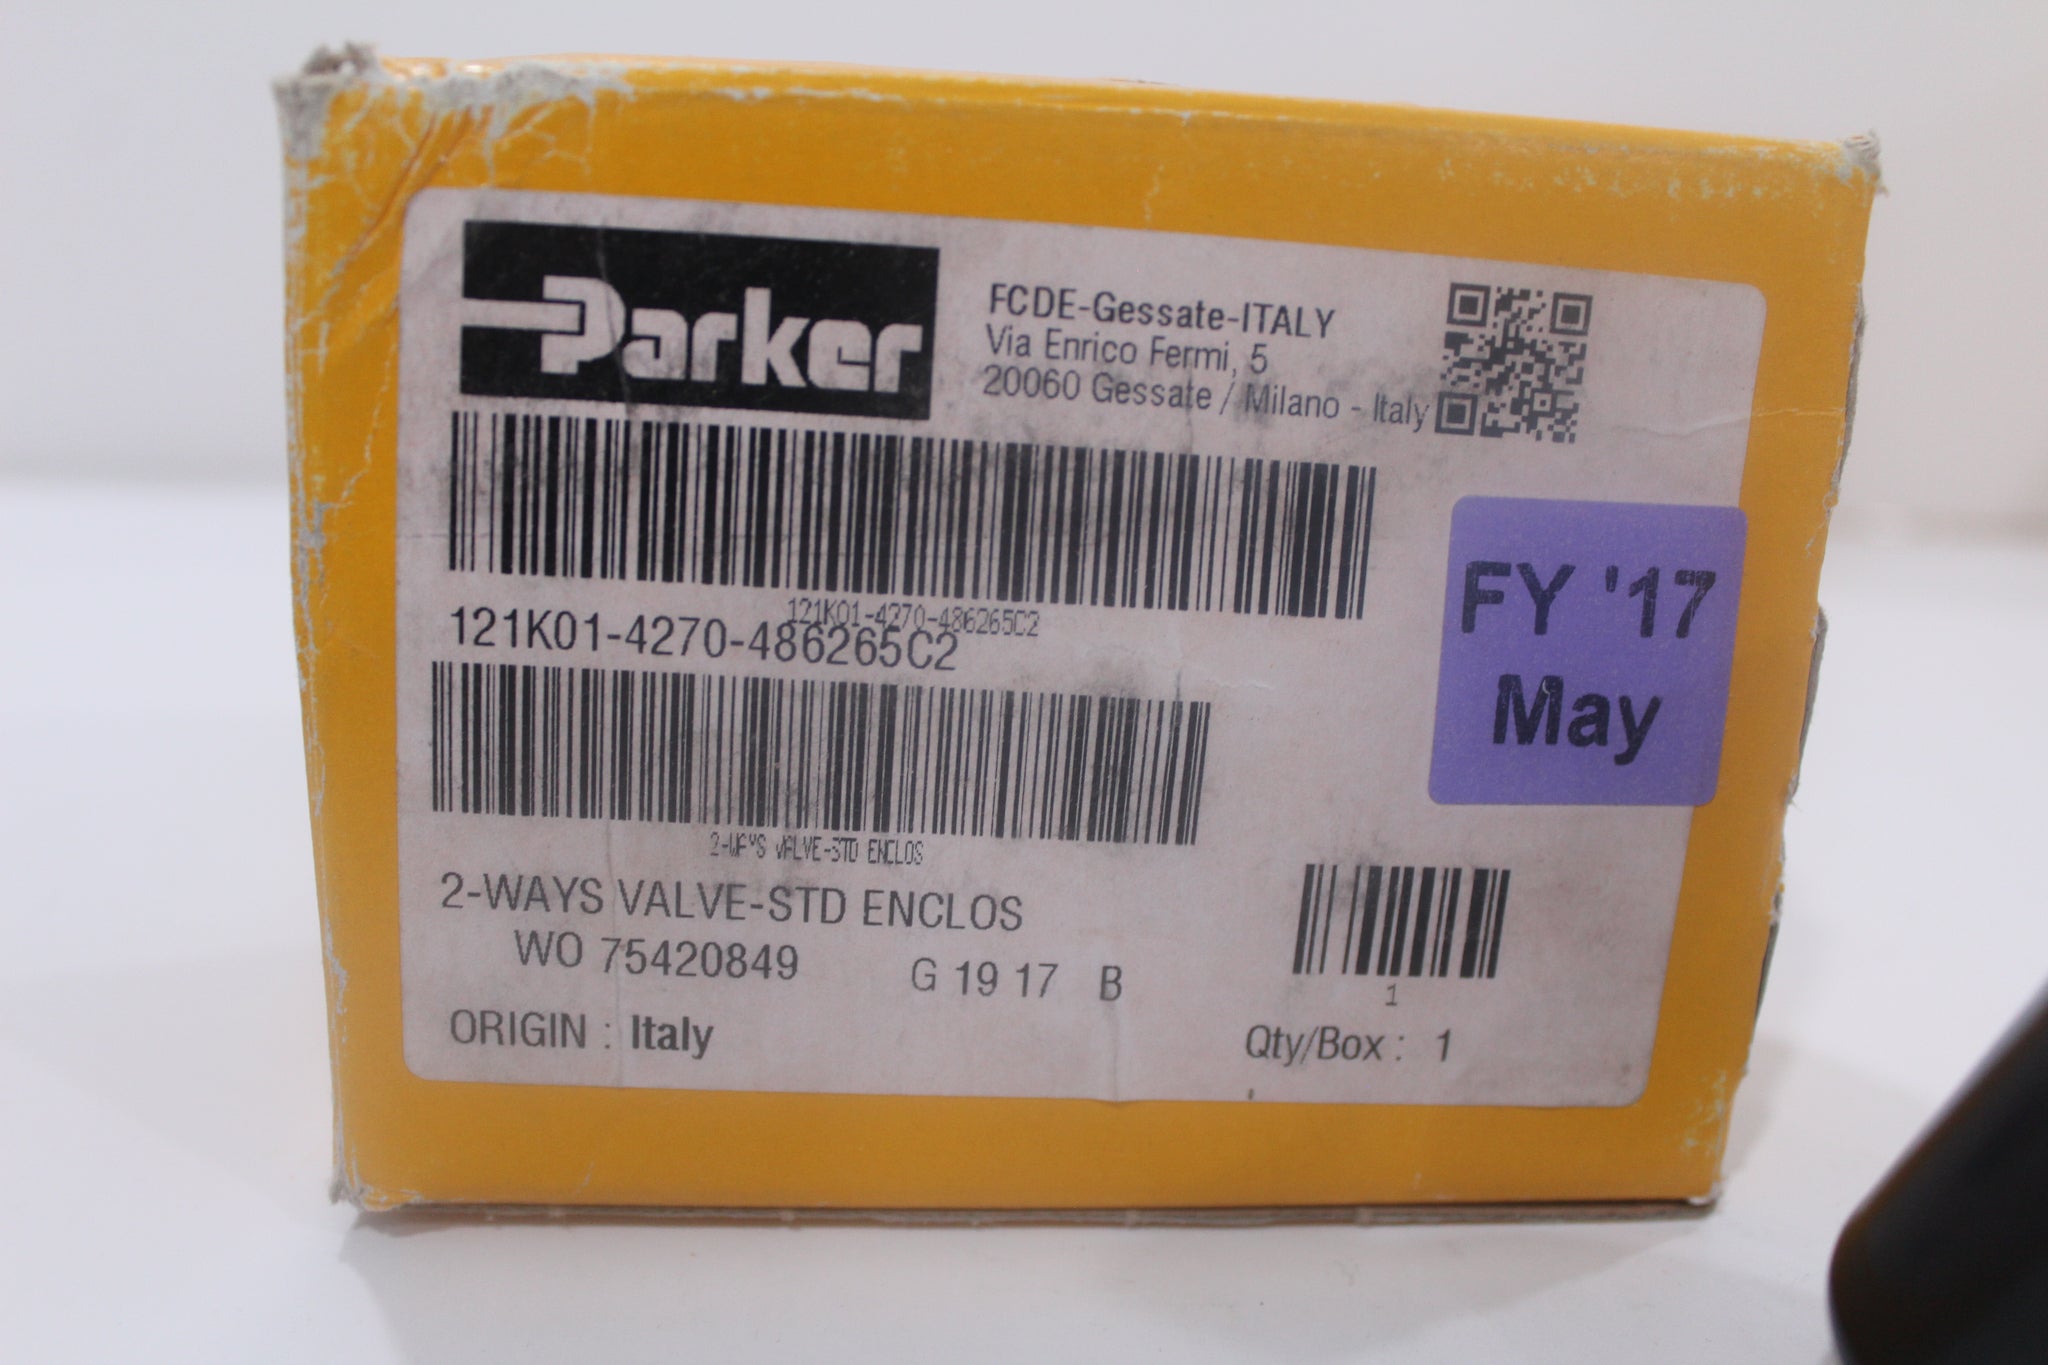 Parker
FCDE-Gessate-ITALY
Via Enrico Fermi, 5
20060 Gessate / Milano - Italy
121K01-4270-486265C2
121K01-4270-486265C2
FY '17
May
2-WAYS VALVE-STD ENCLOS
2-WAYS VALVE-STD ENCLOS
WO 75420849 G 19 17 B
1
ORIGIN : Italy
Qty/Box : 1